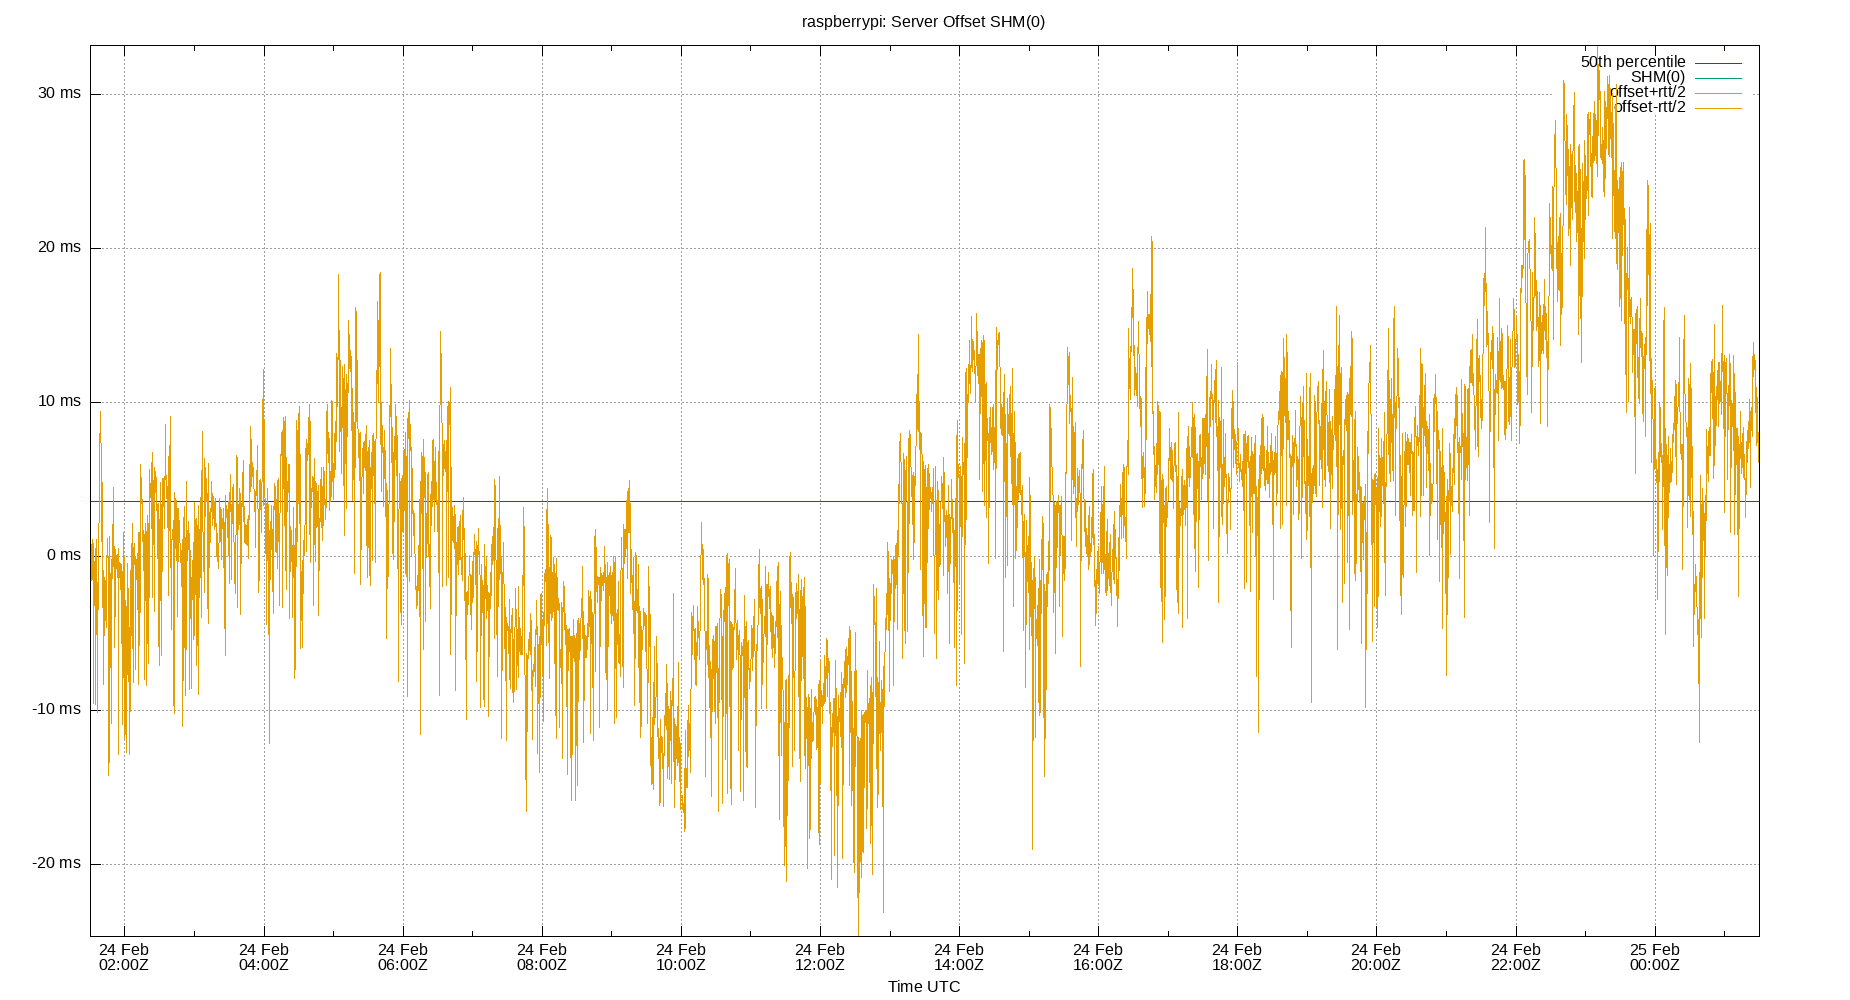 raspberrypi: Server Offset SHM(0)
50th percentile
SHM(0)
offset+rtt/2
offset-rtt/2
30 ms
20 ms
10 ms
0 ms
-10 ms
-20 ms
24 Feb 24 Feb 24 Feb 24 Feb 24 Feb 24 Feb 24 Feb 24 Feb 24 Feb 24 Feb 24 Feb 25 Feb
02:00Z 04:00Z 06:00Z 08:00Z 10:00Z 12:00Z 14:00Z 16:00Z 18:00Z 20:00Z 22:00Z 00:00Z
Time UTC